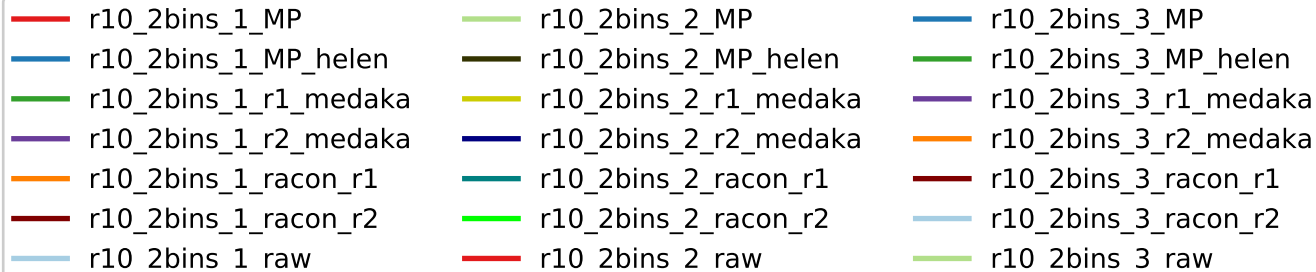 r10_2bins_1_MP
r10_2bins_1_MP_helen
r10_2bins_1_r1_medaka
r10_2bins_1_r2_medaka
r10_2bins_1_racon_r1
r10_2bins_1_racon_r2
r10_2bins_1_raw
r10_2bins_2_MP
r10_2bins_2_MP_helen
r10_2bins_2_r1_medaka
r10_2bins_2_r2_medaka
r10_2bins_2_racon_r1
r10_2bins_2_racon_r2
r10_2bins_2_raw
r10_2bins_3_MP
r10_2bins_3_MP_helen
r10_2bins_3_r1_medaka
r10_2bins_3_r2_medaka
r10_2bins_3_racon_r1
r10_2bins_3_racon_r2
r10_2bins_3_raw